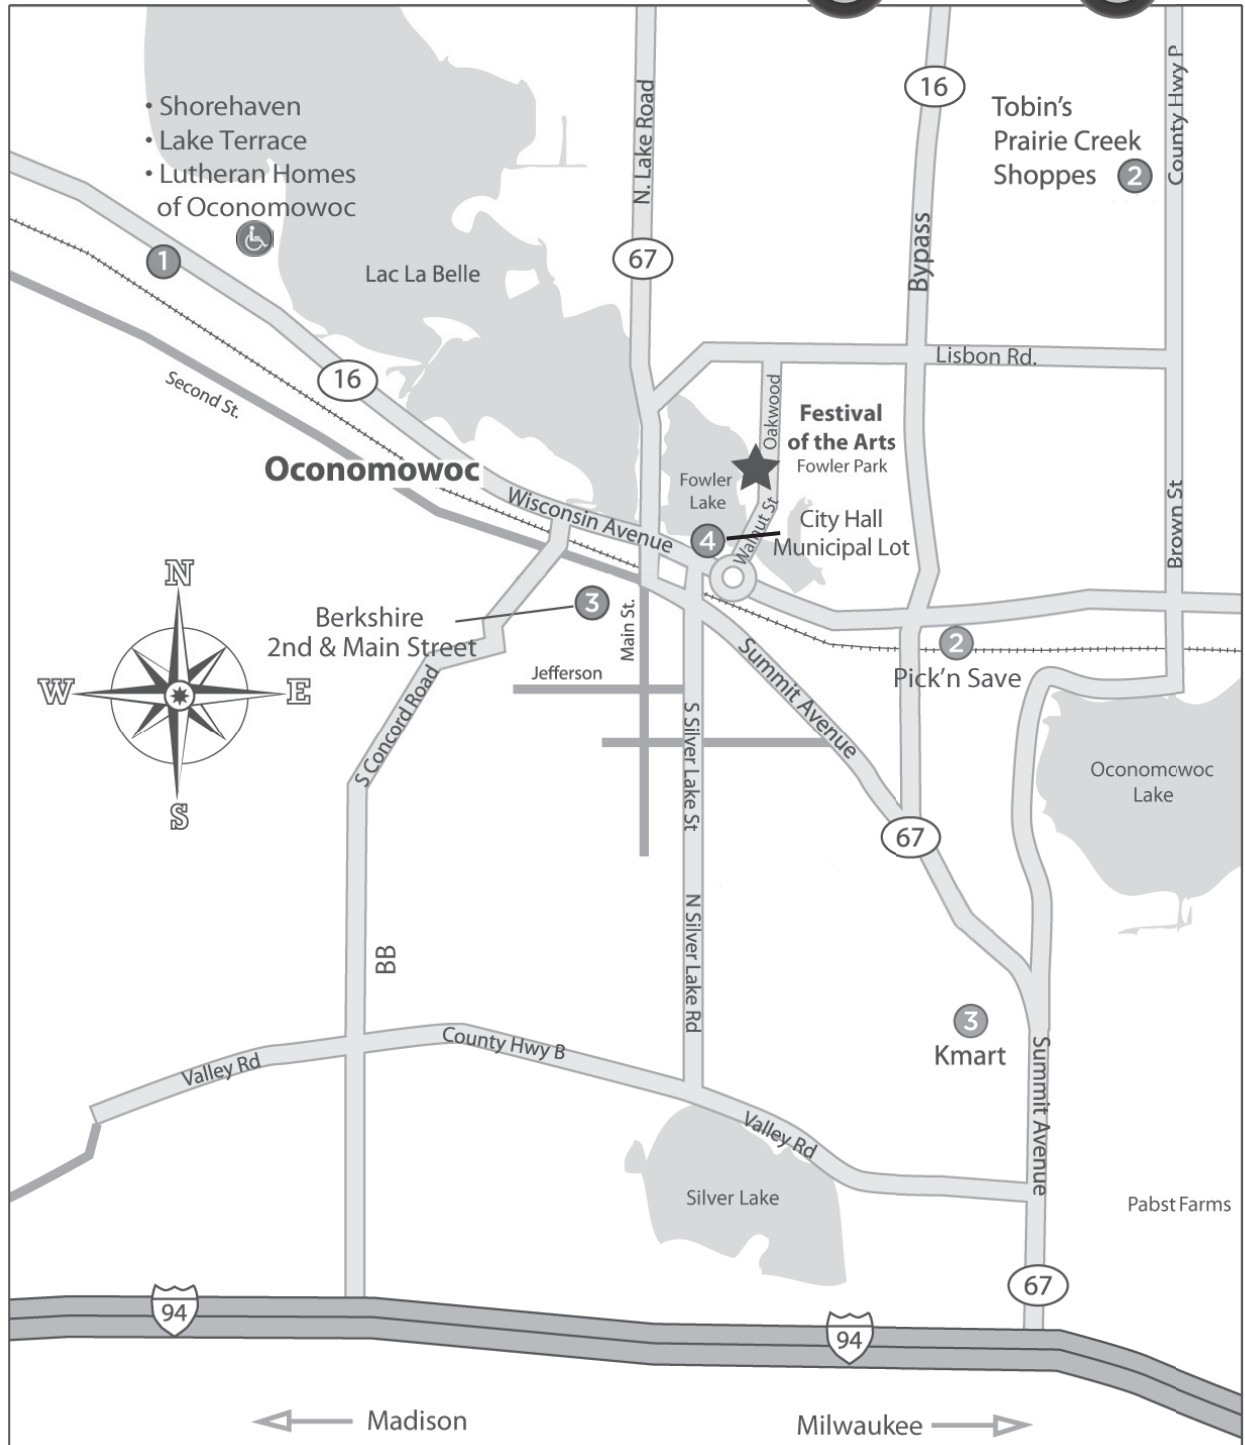 16
Tobin's
Prairie Creek
Shoppes
2
County Hwy P
N. Lake Road
• Shorehaven
• Lake Terrace
• Lutheran Homes
of Oconomowoc
1
67
Bypass
Lac La Belle
Lisbon Rd.
16
Second St.
Oakwood
Festival
of the Arts
Fowler Park
Oconomowoc
Fowler
Lake
Wisconsin Avenue
4
Walnut St
City Hall
Municipal Lot
Brown St
N
W
E
S
Berkshire
2nd & Main Street
3
Main St.
Jefferson
2
Pick'n Save
Summit Avenue
S Concord Road
S Silver Lake St
Oconomowoc
Lake
67
N Silver Lake Rd
BB
3
Kmart
County Hwy B
Valley Rd
Valley Rd
Summit Avenue
Silver Lake
Pabst Farms
67
94
94
Madison
Milwaukee